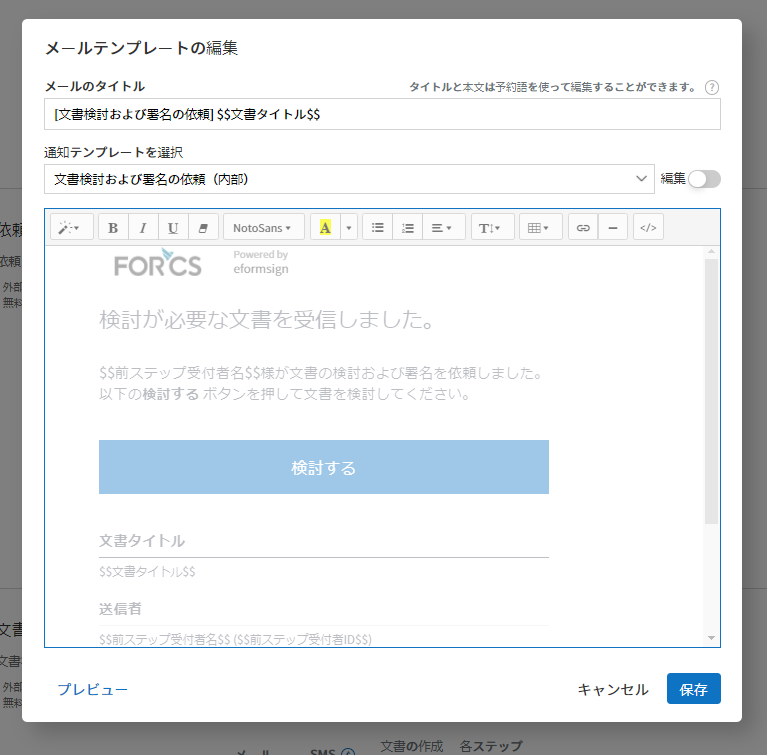 メールテンプレートの編集
メールのタイトル
タイトルと本文は予約語を使って編集することができます。 ?
[文書検討および署名の依頼] $$文書タイトル$$
通知テンプレートを選択
文書検討および署名の依頼（内部） 編集
B I U NotoSans A T </>
FORCS Powered by
eformsign
検討が必要な文書を受信しました。
$$前ステップ受付者名$$様が文書の検討および署名を依頼しました。
以下の検討する ボタンを押して文書を検討してください。
検討する
文書タイトル
$$文書タイトル$$
送信者
$$前ステップ受付者名$$ ($$前ステップ受付者ID$$)
プレビュー キャンセル 保存
依頼
依頼
外部
無料
文書
文書
外部
無料
メール SMS 文書の作成 各ステップ